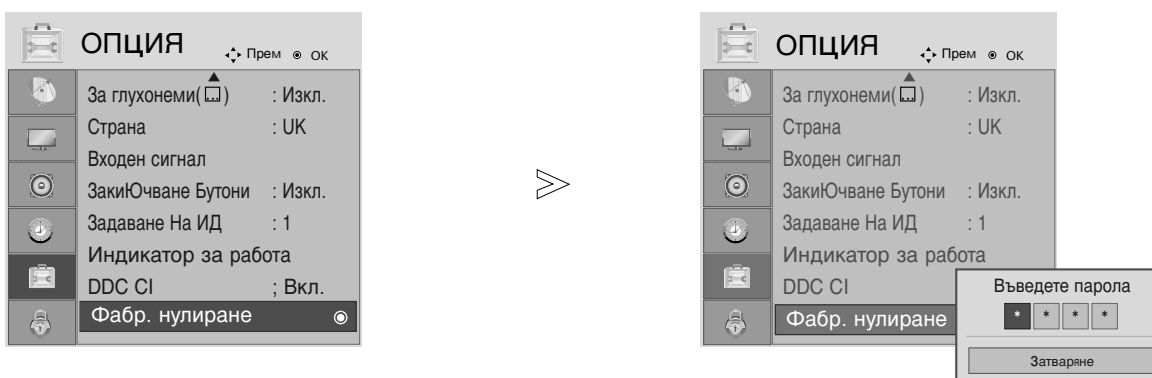 ОПЦИЯ Прем ОК
За глухонеми( ) : Изкл.
Страна : UK
Входен сигнал
ЗакиЮчване Бутони : Изкл.
Задаване На ИД : 1
Индикатор за работа
DDC CI ; Вкл.
Фабр. нулиране
ОПЦИЯ Прем ОК
За глухонеми( ) : Изкл.
Страна : UK
Входен сигнал
ЗакиЮчване Бутони : Изкл.
Задаване На ИД : 1
Индикатор за работа
DDC CI
Фабр. нулиране
Въведете парола
* * * *
Затваряне